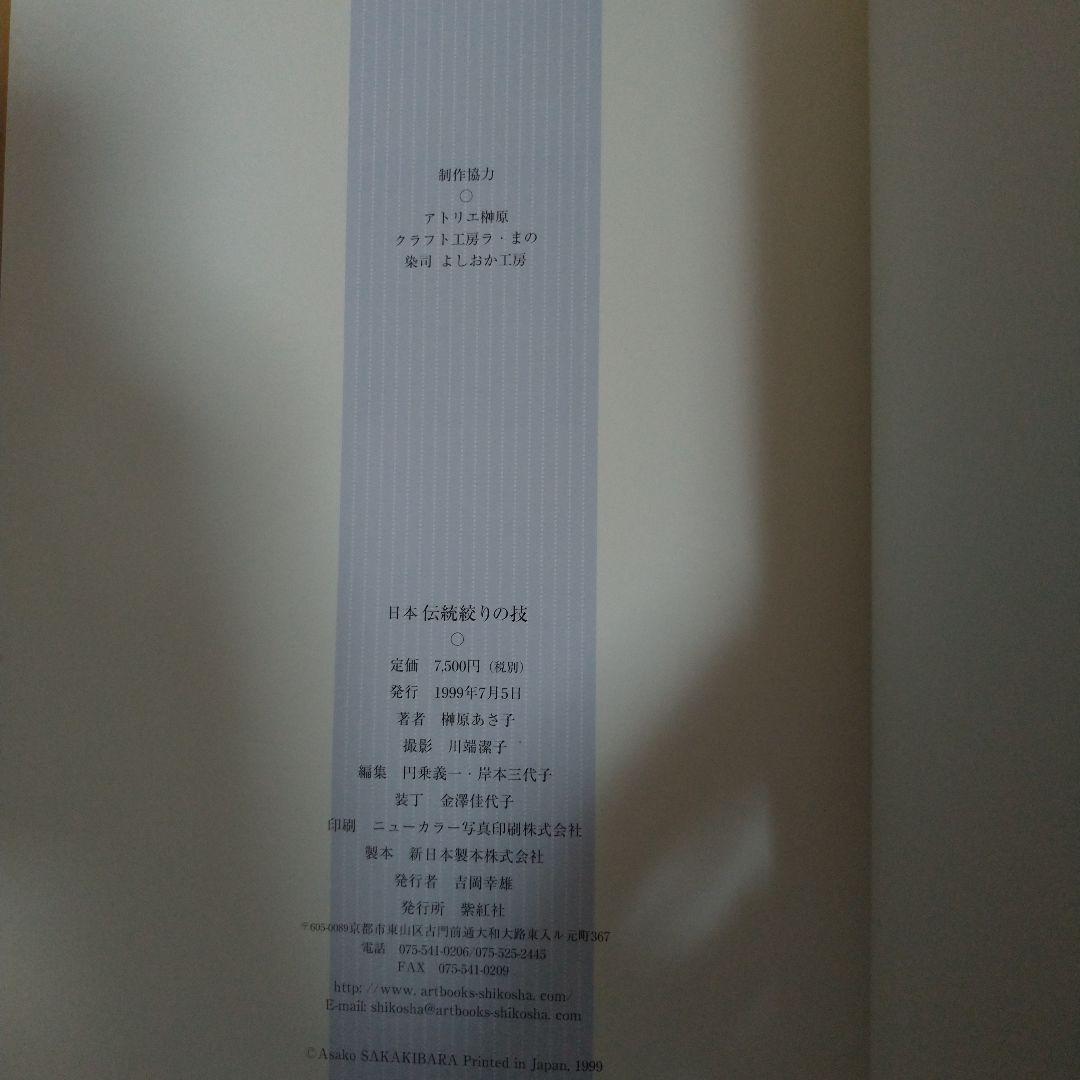 制作協力
○
アトリエ榊原
クラフト工房ラ・まの
染司 よしおか工房
日本 伝統絞りの技
○
定価 7,500円（税別）
発行 1999年7月5日
著者 榊原あさ子
撮影 川端潔子
編集 円乗義一・岸本三代子
装丁 金澤佳代子
印刷 ニューカラー写真印刷株式会社
製本 新日本製本株式会社
発行者 吉岡幸雄
発行所 紫紅社
〒605-0089京都市東山区古門前通大和大路東入ル元町367
電話 075-541-0206/075-525-2445
FAX 075-541-0209
http://www.artbooks-shikosha.com/
E-mail: shikosha@artbooks-shikosha.com
©Asako SAKAKIBARA Printed in Japan, 1999